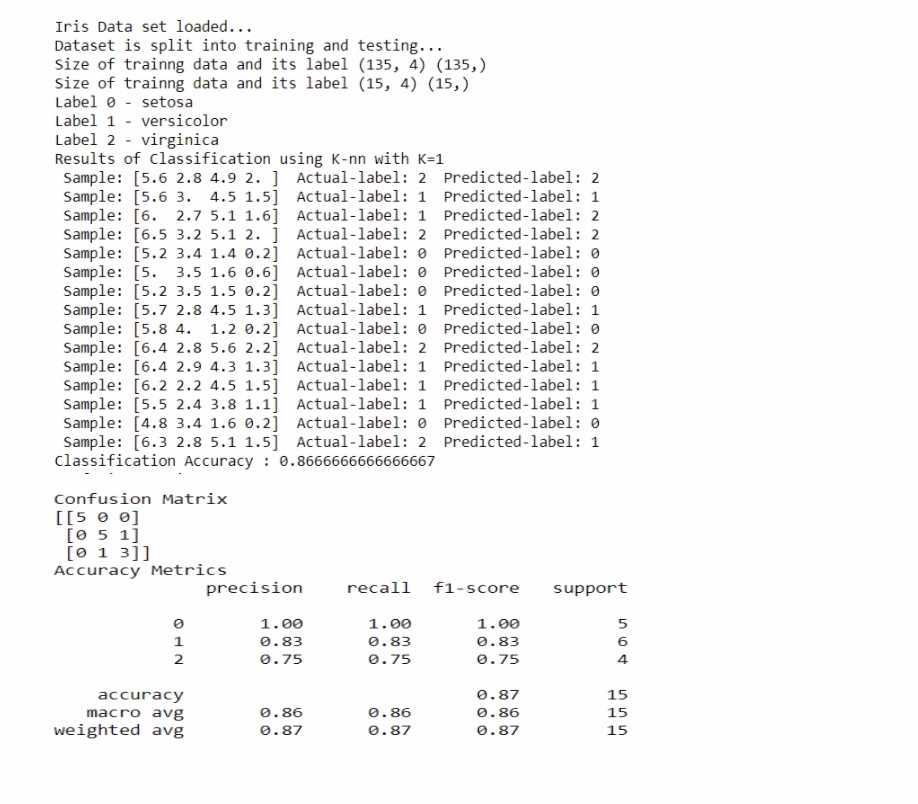 Iris Data set loaded...
Dataset is split into training and testing...
Size of trainng data and its label (135, 4) (135,)
Size of trainng data and its label (15, 4) (15,)
Label 0 - setosa
Label 1 - versicolor
Label 2 - virginica
Results of Classification using K-nn with K=1
Sample: [5.6 2.8 4.9 2. ] Actual-label: 2 Predicted-label: 2
Sample: [5.6 3.  4.5 1.5] Actual-label: 1 Predicted-label: 1
Sample: [6.  2.7 5.1 1.6] Actual-label: 1 Predicted-label: 2
Sample: [6.5 3.2 5.1 2. ] Actual-label: 2 Predicted-label: 2
Sample: [5.2 3.4 1.4 0.2] Actual-label: 0 Predicted-label: 0
Sample: [5.  3.5 1.6 0.6] Actual-label: 0 Predicted-label: 0
Sample: [5.2 3.5 1.5 0.2] Actual-label: 0 Predicted-label: 0
Sample: [5.7 2.8 4.5 1.3] Actual-label: 1 Predicted-label: 1
Sample: [5.8 4.  1.2 0.2] Actual-label: 0 Predicted-label: 0
Sample: [6.4 2.8 5.6 2.2] Actual-label: 2 Predicted-label: 2
Sample: [6.4 2.9 4.3 1.3] Actual-label: 1 Predicted-label: 1
Sample: [6.2 2.2 4.5 1.5] Actual-label: 1 Predicted-label: 1
Sample: [5.5 2.4 3.8 1.1] Actual-label: 1 Predicted-label: 1
Sample: [4.8 3.4 1.6 0.2] Actual-label: 0 Predicted-label: 0
Sample: [6.3 2.8 5.1 1.5] Actual-label: 2 Predicted-label: 1
Classification Accuracy : 0.8666666666666667
Confusion Matrix
[[5 0 0]
[0 5 1]
[0 1 3]]
Accuracy Metrics
precision recall f1-score support
0 1.00 1.00 1.00 5
1 0.83 0.83 0.83 6
2 0.75 0.75 0.75 4
accuracy 0.87 15
macro avg 0.86 0.86 0.86 15
weighted avg 0.87 0.87 0.87 15